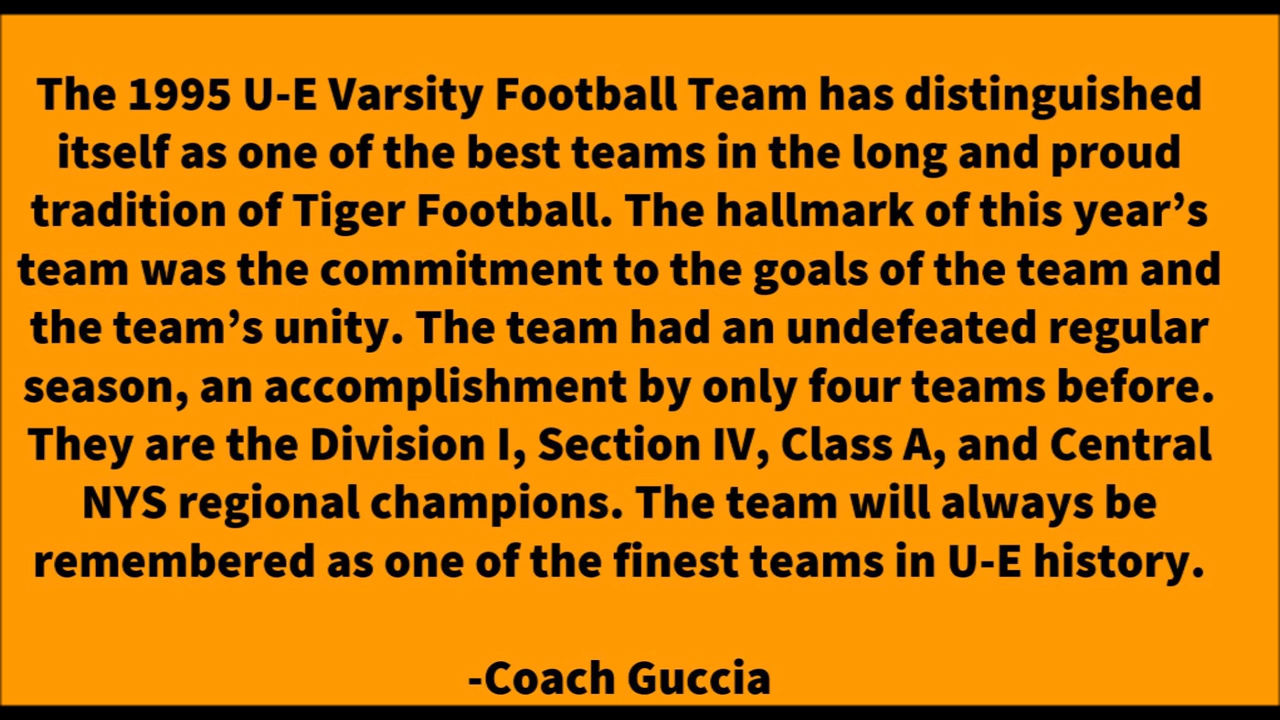 The 1995 U-E Varsity Football Team has distinguished
itself as one of the best teams in the long and proud
tradition of Tiger Football. The hallmark of this year’s
team was the commitment to the goals of the team and
the team’s unity. The team had an undefeated regular
season, an accomplishment by only four teams before.
They are the Division I, Section IV, Class A, and Central
NYS regional champions. The team will always be
remembered as one of the finest teams in U-E history.
-Coach Guccia